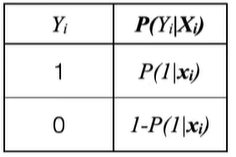 Yi P(Yi|Xi)
1 P(1|xi)
0 1-P(1|xi)